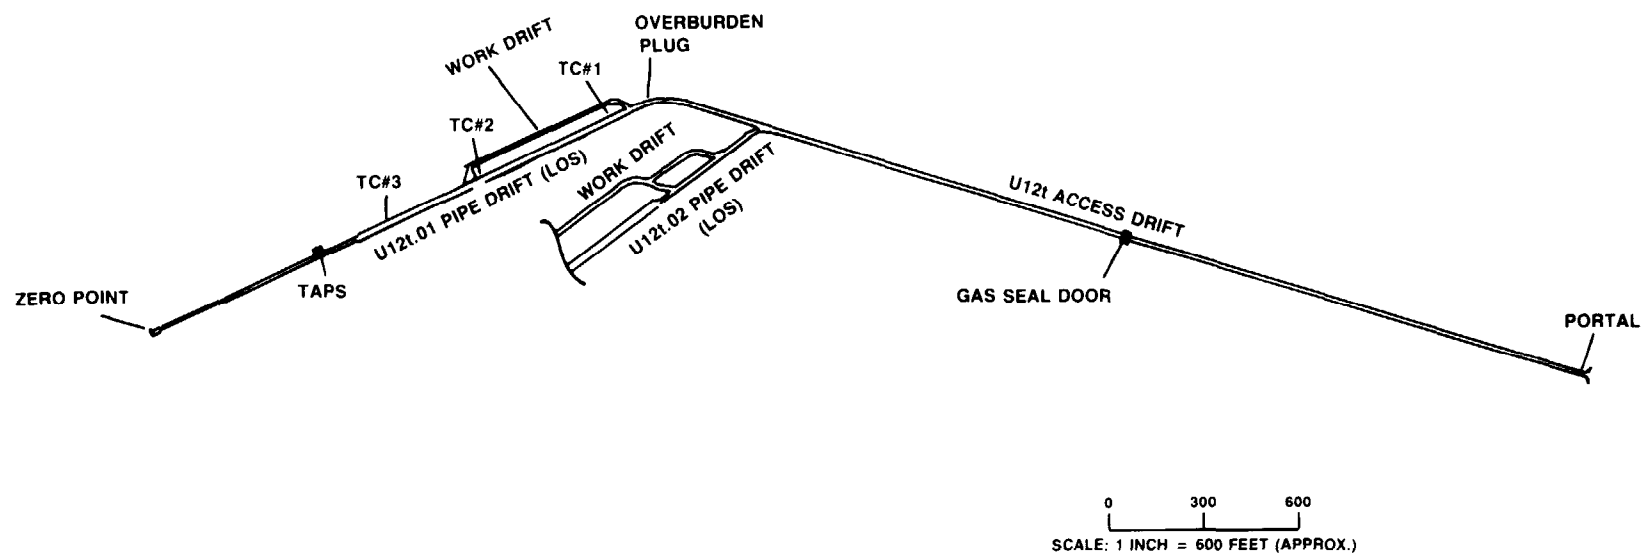 OVERBURDEN
PLUG
WORK DRIFT
TC#1
TC#2
WORK DRIFT
TC#3
U12t.01 PIPE DRIFT (LOS)
U12t.02 PIPE DRIFT
(LOS)
U12t ACCESS DRIFT
TAPS
ZERO POINT
GAS SEAL DOOR
PORTAL
0 300 600
SCALE: 1 INCH = 600 FEET (APPROX.)